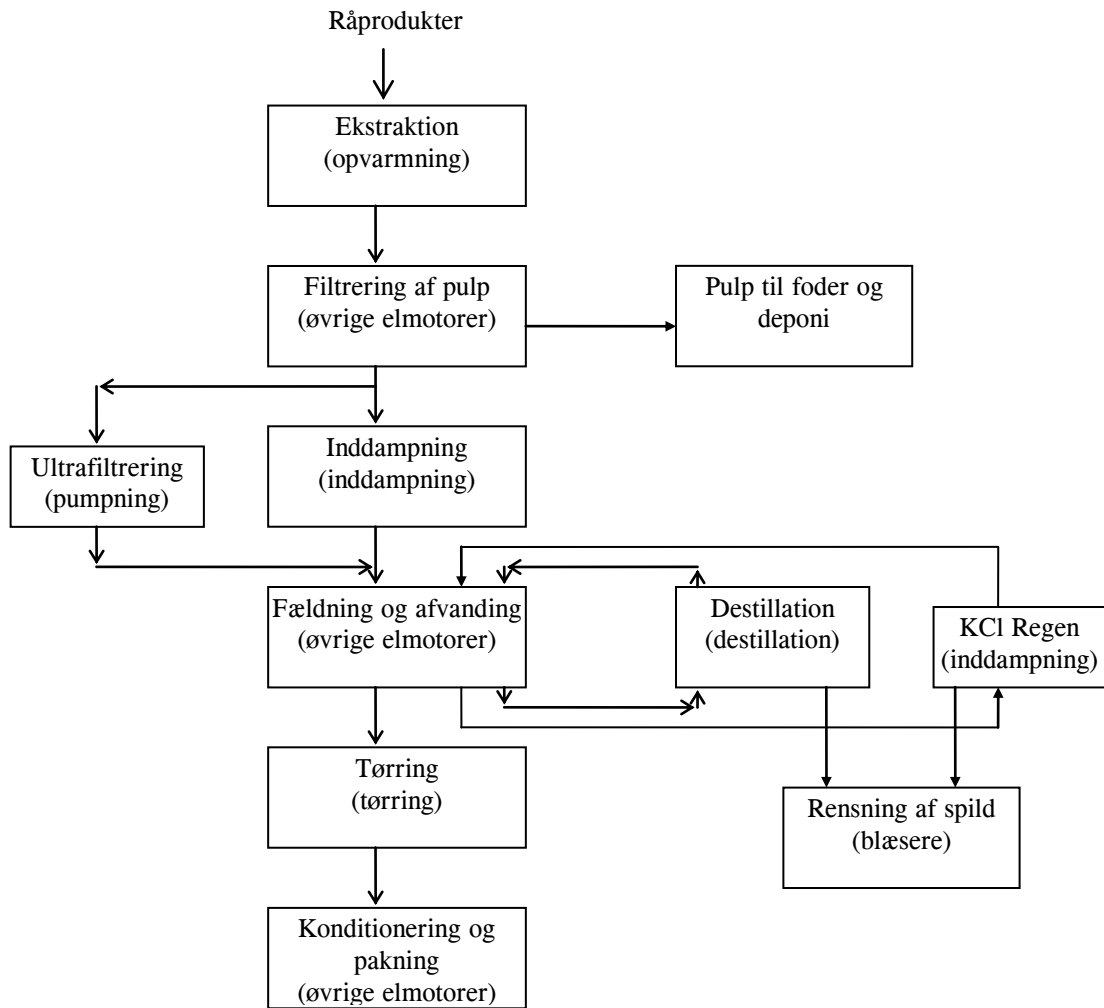 Råprodukter
Ekstraktion
(opvarmning)
Filtrering af pulp
(øvrige elmotorer)
Pulp til foder og
deponi
Ultrafiltrering
(pumpning)
Inddampning
(inddampning)
Fældning og afvanding
(øvrige elmotorer)
Destillation
(destillation)
KCl Regen
(inddampning)
Tørring
(tørring)
Rensning af spild
(blæsere)
Konditionering og
pakning
(øvrige elmotorer)